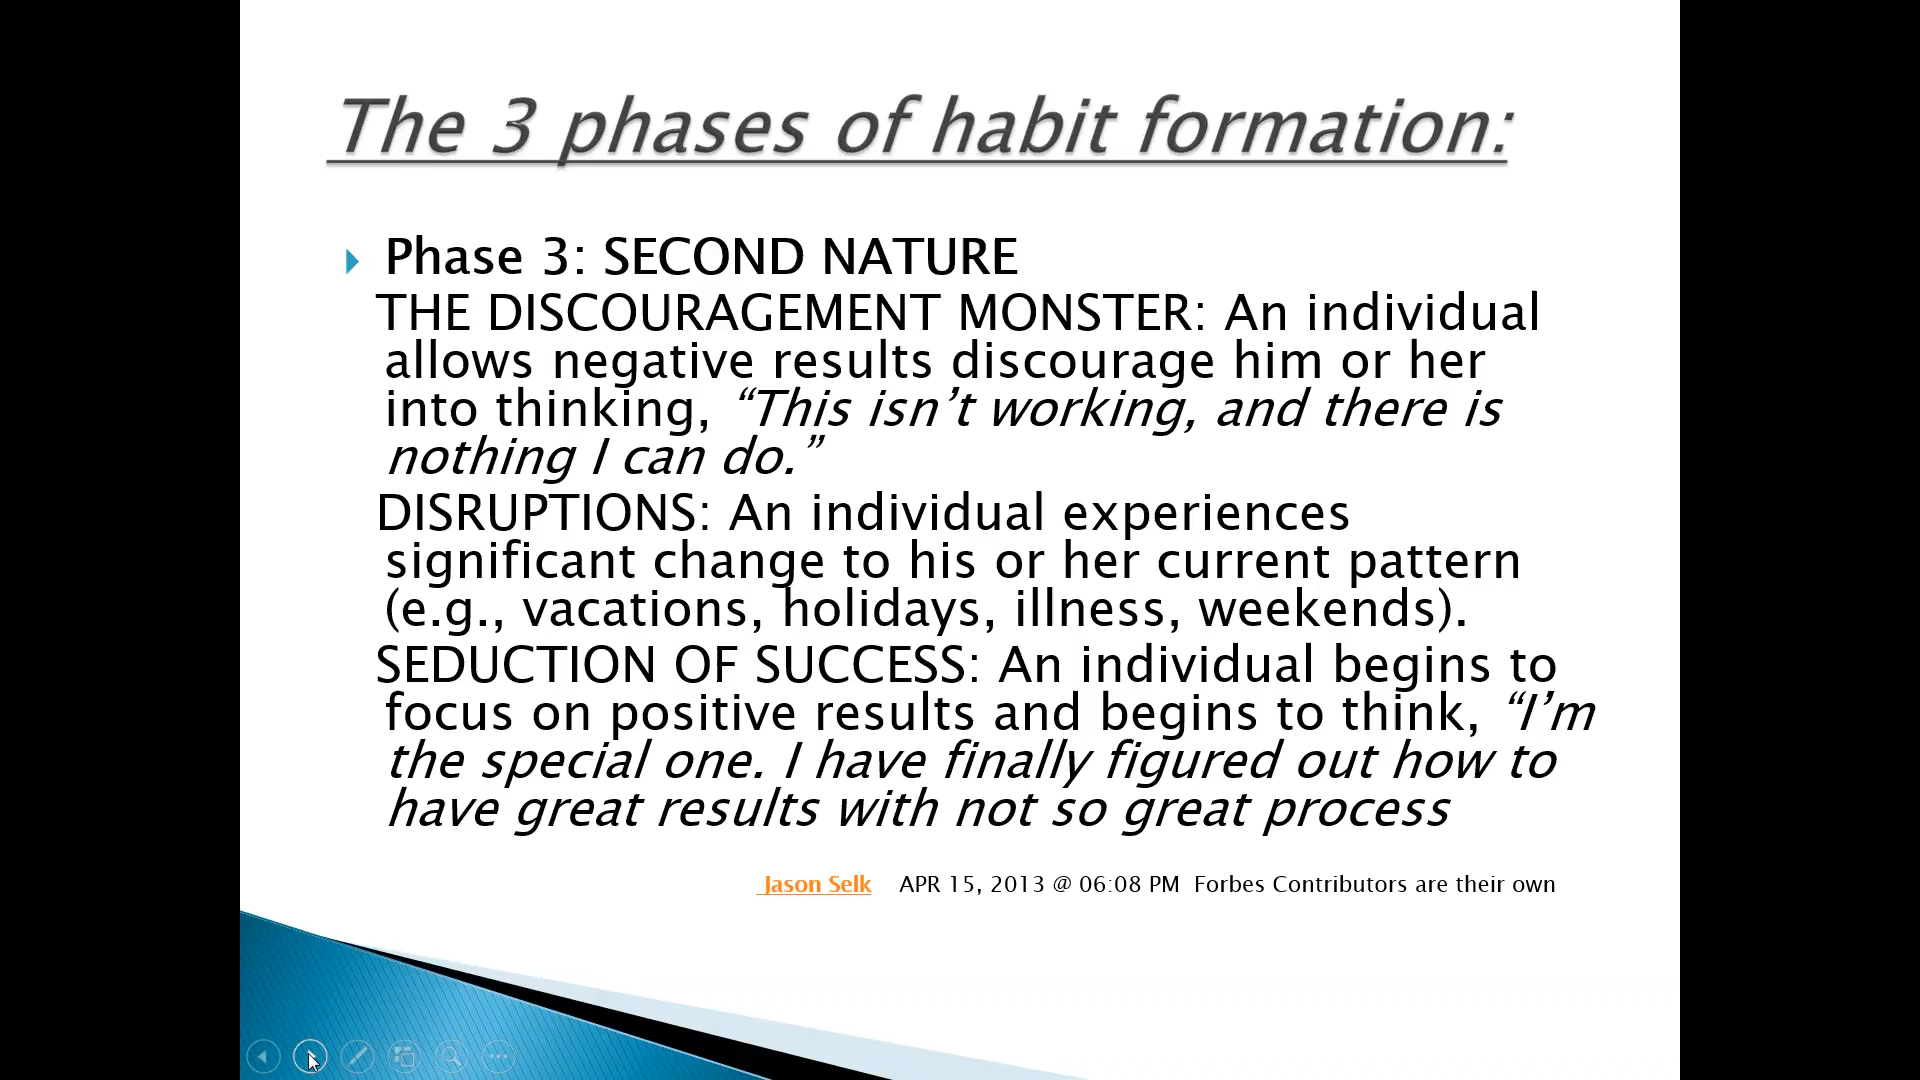 The 3 phases of habit formation:
Phase 3: SECOND NATURE
THE DISCOURAGEMENT MONSTER: An individual
allows negative results discourage him or her
into thinking, “This isn’t working, and there is
nothing I can do.”
DISRUPTIONS: An individual experiences
significant change to his or her current pattern
(e.g., vacations, holidays, illness, weekends).
SEDUCTION OF SUCCESS: An individual begins to
focus on positive results and begins to think, “I’m
the special one. I have finally figured out how to
have great results with not so great process
Jason Selk APR 15, 2013 @ 06:08 PM Forbes Contributors are their own